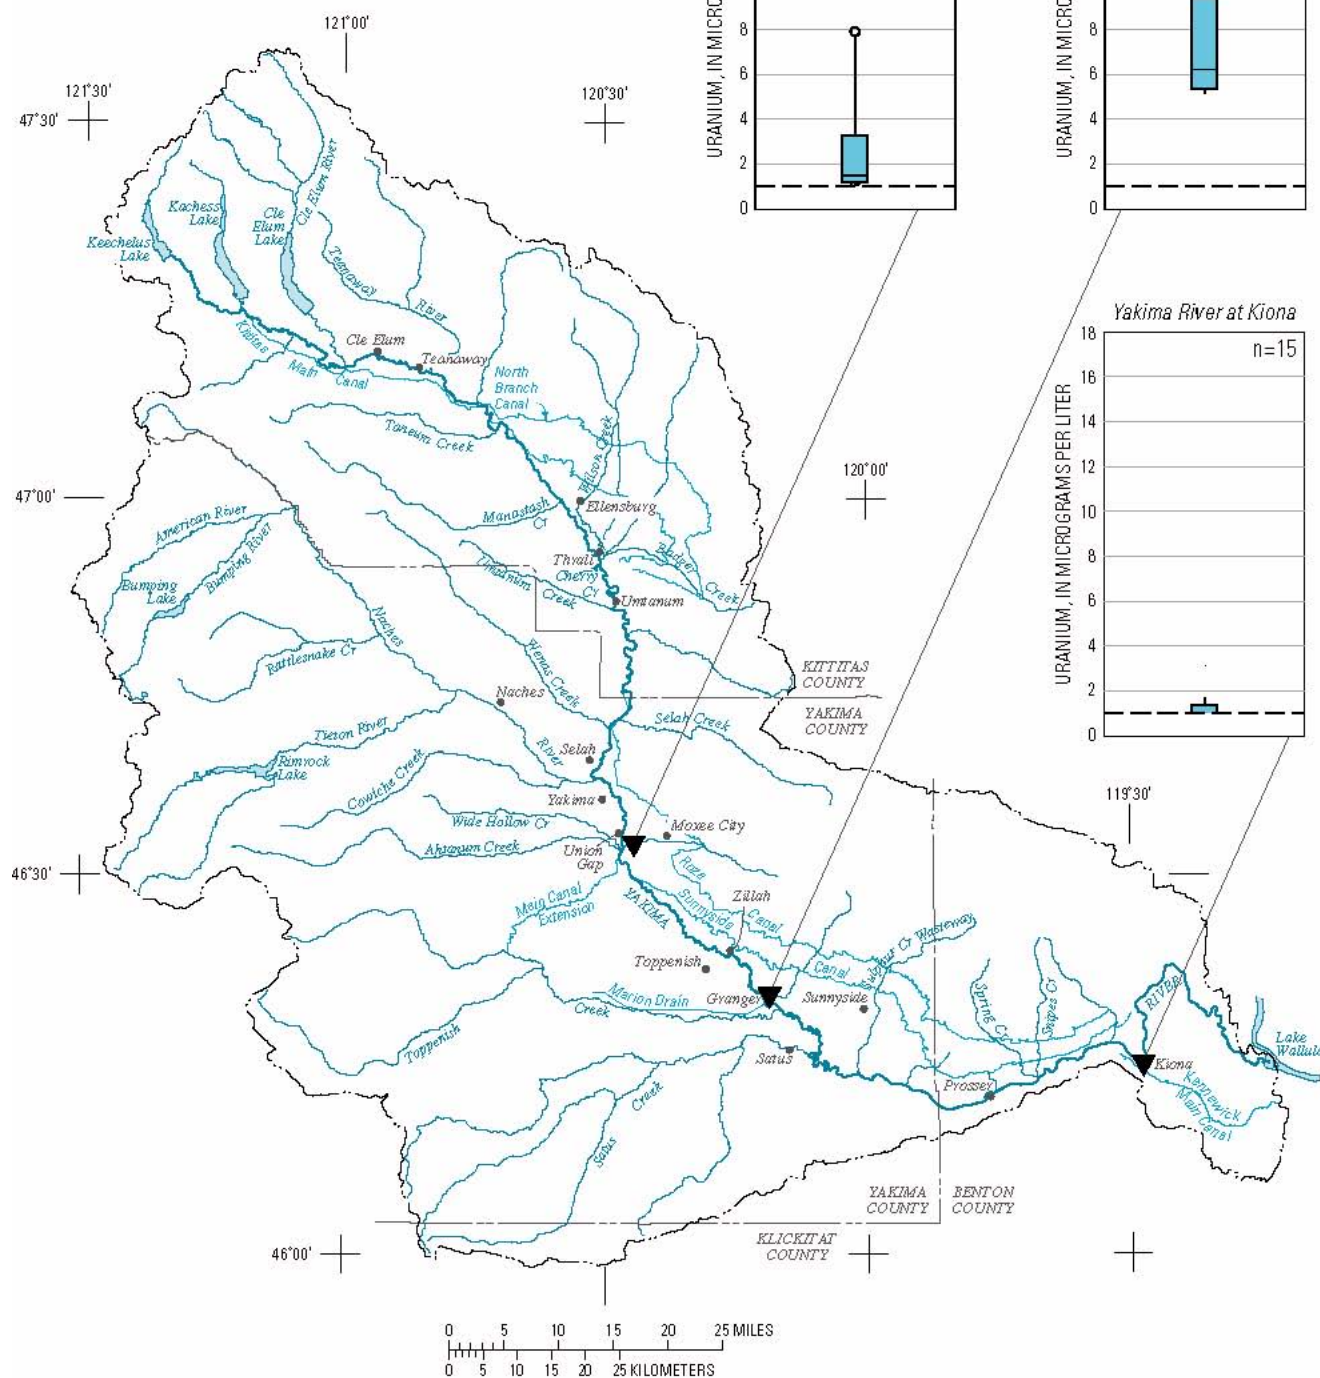 121°00'
121°30'
47°30'
120°30'
URANIUM, IN MICRO
8
6
4
2
0
URANIUM, IN MICRO
8
6
4
2
0
Cle Elum River
Kachess
Lake
Cle
Elum
Lake
Keechelus
Lake
Teanaway
River
Yakima River at Kiona
n=15
URANIUM, IN MICROGRAMS PER LITER
18
16
14
12
10
8
6
4
2
0
Kittitas
Main Canal
Cle Elum
Teanaway
North
Branch
Canal
Taneum Creek
Wilson Creek
120°00'
47°00'
Ellensburg
Manastash
Cr
American River
Bumping River
Bumping
Lake
Thrall
Cherry
Cr
Badger
Creek
Umtanum
Creek
Umtanum
Naches
Rattlesnake Cr
Wenas Creek
KITTITAS
COUNTY
YAKIMA
COUNTY
Naches
Selah Creek
Tieton River
River
Selah
Rimrock
Lake
Cowiche Creek
Yakima
119°30'
Wide Hollow Cr
Moxee City
Ahtanum Creek
Union
Gap
46°30'
Roza
Canal
Main Canal
Extension
YAKIMA
Sunnyside
Canal
Zillah
Sulphur Cr Wasteway
Toppenish
Marion Drain
Granger
Sunnyside
Spring Cr
Snipes Cr
RIVER
Creek
Toppenish
Lake
Wallula
Satus
Kiona
Prosser
Kennewick
Main Canal
Creek
Satus
YAKIMA
COUNTY
BENTON
COUNTY
KLICKITAT
COUNTY
46°00'
0 5 10 15 20 25 MILES
0 5 10 15 20 25 KILOMETERS